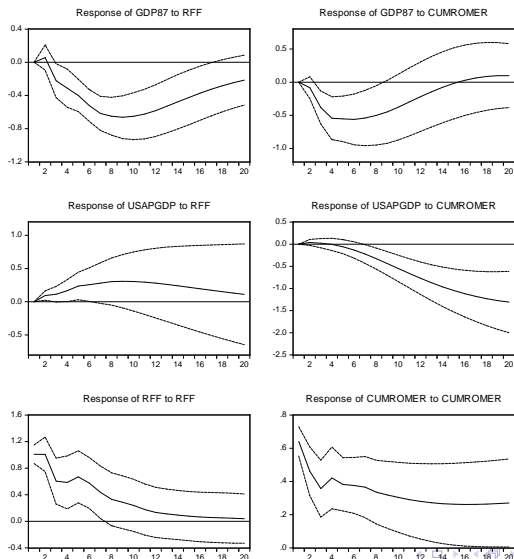 Response of GDP87 to RFF
0.4
0.0
-0.4
-0.8
-1.2
2 4 6 8 10 12 14 16 18 20
Response of GDP87 to CUMROMER
0.5
0.0
-0.5
-1.0
2 4 6 8 10 12 14 16 18 20
Response of USAPGDP to RFF
1.0
0.5
0.0
-0.5
2 4 6 8 10 12 14 16 18 20
Response of USAPGDP to CUMROMER
0.5
0.0
-0.5
-1.0
-1.5
-2.0
-2.5
2 4 6 8 10 12 14 16 18 20
Response of RFF to RFF
1.6
1.2
0.8
0.4
0.0
-0.4
2 4 6 8 10 12 14 16 18 20
Response of CUMROMER to CUMROMER
.8
.6
.4
.2
.0
2 4 6 8 10 12 14 16 18 20